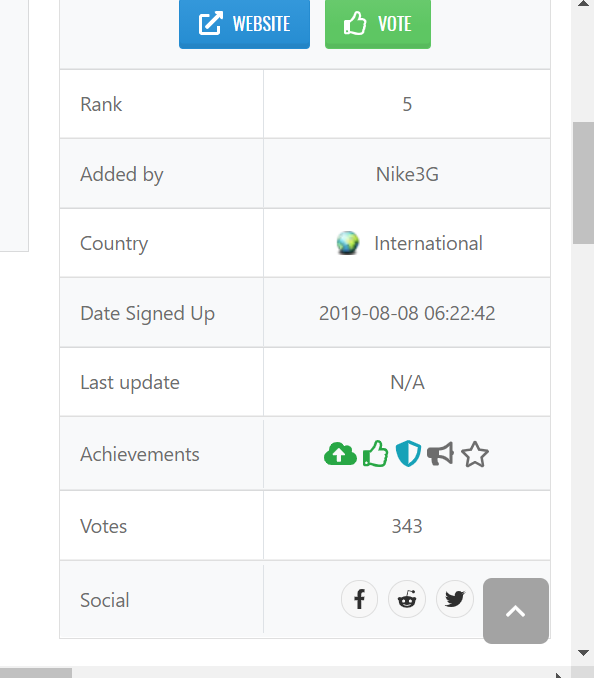 WEBSITE VOTE
Rank 5
Added by Nike3G
Country International
Date Signed Up 2019-08-08 06:22:42
Last update N/A
Achievements
Votes 343
Social